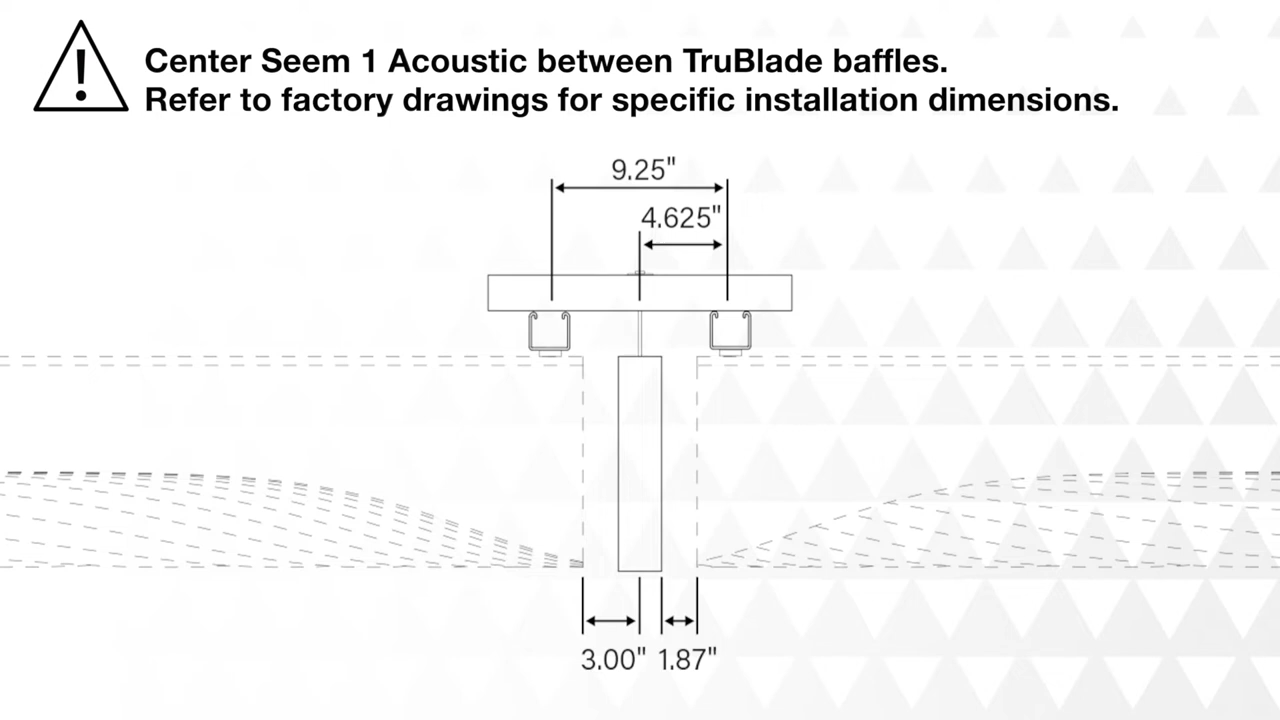 Center Seem 1 Acoustic between TruBlade baffles.
Refer to factory drawings for specific installation dimensions.
9.25"
4.625"
3.00" 1.87"